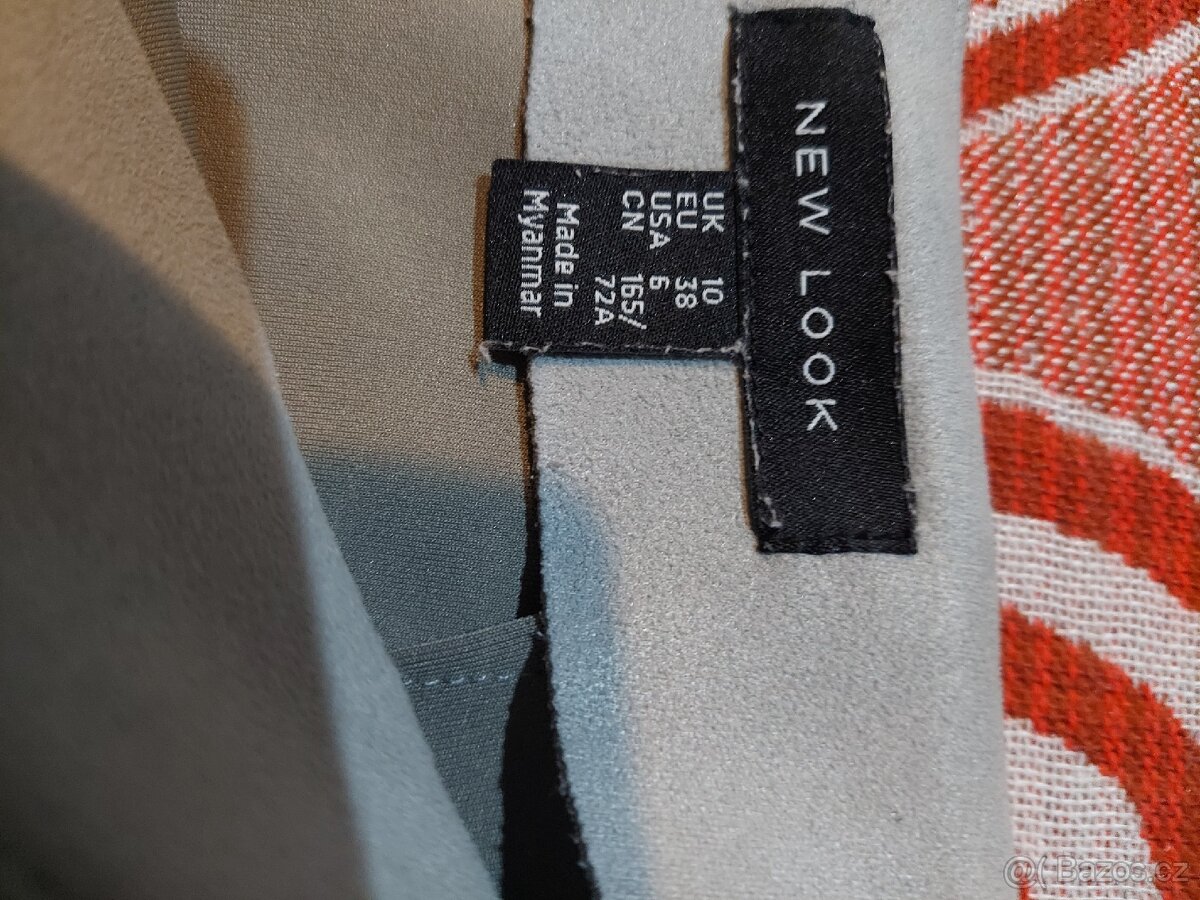 NEW LOOK
UK 10
EU 38
USA 6
CN 165/
72A
Made in
Myanmar
@( Bazos.cz